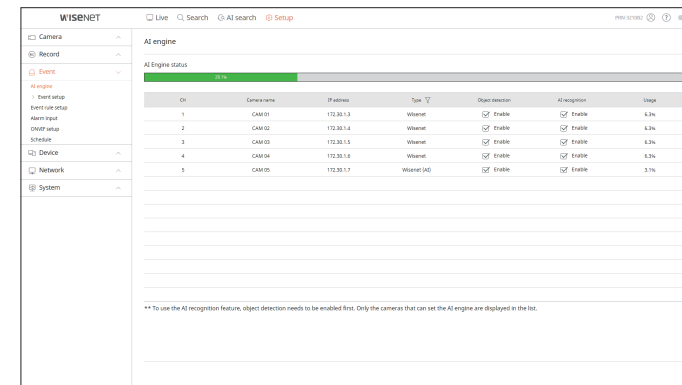 WISENET
Live Search AI search Setup
Camera
Record
Event
AI engine
Event setup
Event rule setup
Alarm input
ONVIF setup
Schedule
Device
Network
System
AI engine
AI Engine status
CH Camera name IP address Type Object detection AI recognition Usage
1 CAM 01 172.30.1.3 Wisenet Enable Enable 6.3%
2 CAM 02 172.30.1.4 Wisenet Enable Enable 6.3%
3 CAM 03 172.30.1.5 Wisenet Enable Enable 6.3%
4 CAM 04 172.30.1.6 Wisenet Enable Enable 6.3%
5 CAM 05 172.30.1.7 Wisenet (AI) Enable Enable 3.1%
** To use the AI recognition feature, object detection needs to be enabled first. Only the cameras that can set the AI engine are displayed in the list.